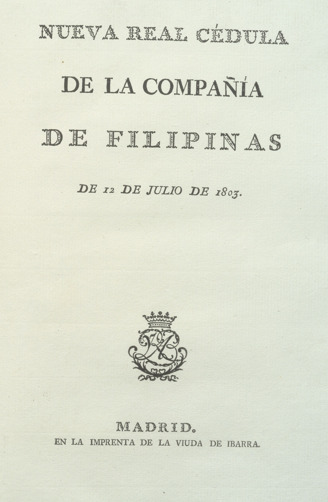 NUEVA REAL CÉDULA
DE LA COMPAÑÍA
DE FILIPINAS
DE 12 DE JULIO DE 1803.
MADRID.
EN LA IMPRENTA DE LA VIUDA DE IBARRA.